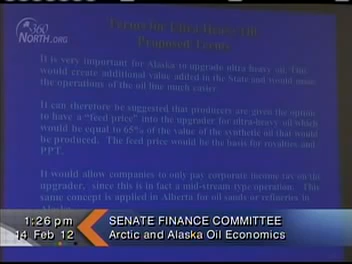 360
NORTH.ORG
Terms for Ultra Heavy Oil
Proposed Terms
It is very important for Alaska to upgrade ultra heavy oil. This
would create additional value added in the State and would make
the operations of the oil line much easier.
It can therefore be suggested that producers are given the option
to have a "feed price" into the upgrader for ultra-heavy oil which
would be equal to 65% of the value of the synthetic oil that would
be produced. The feed price would be the basis for royalties and
PPT.
It would allow companies to only pay corporate income tax on the
upgrader, since this is in fact a mid-stream type operation. This
same concept is applied in Alberta for oil sands or refineries in
Alaska.
1:26 pm
14 Feb 12
SENATE FINANCE COMMITTEE
Arctic and Alaska Oil Economics